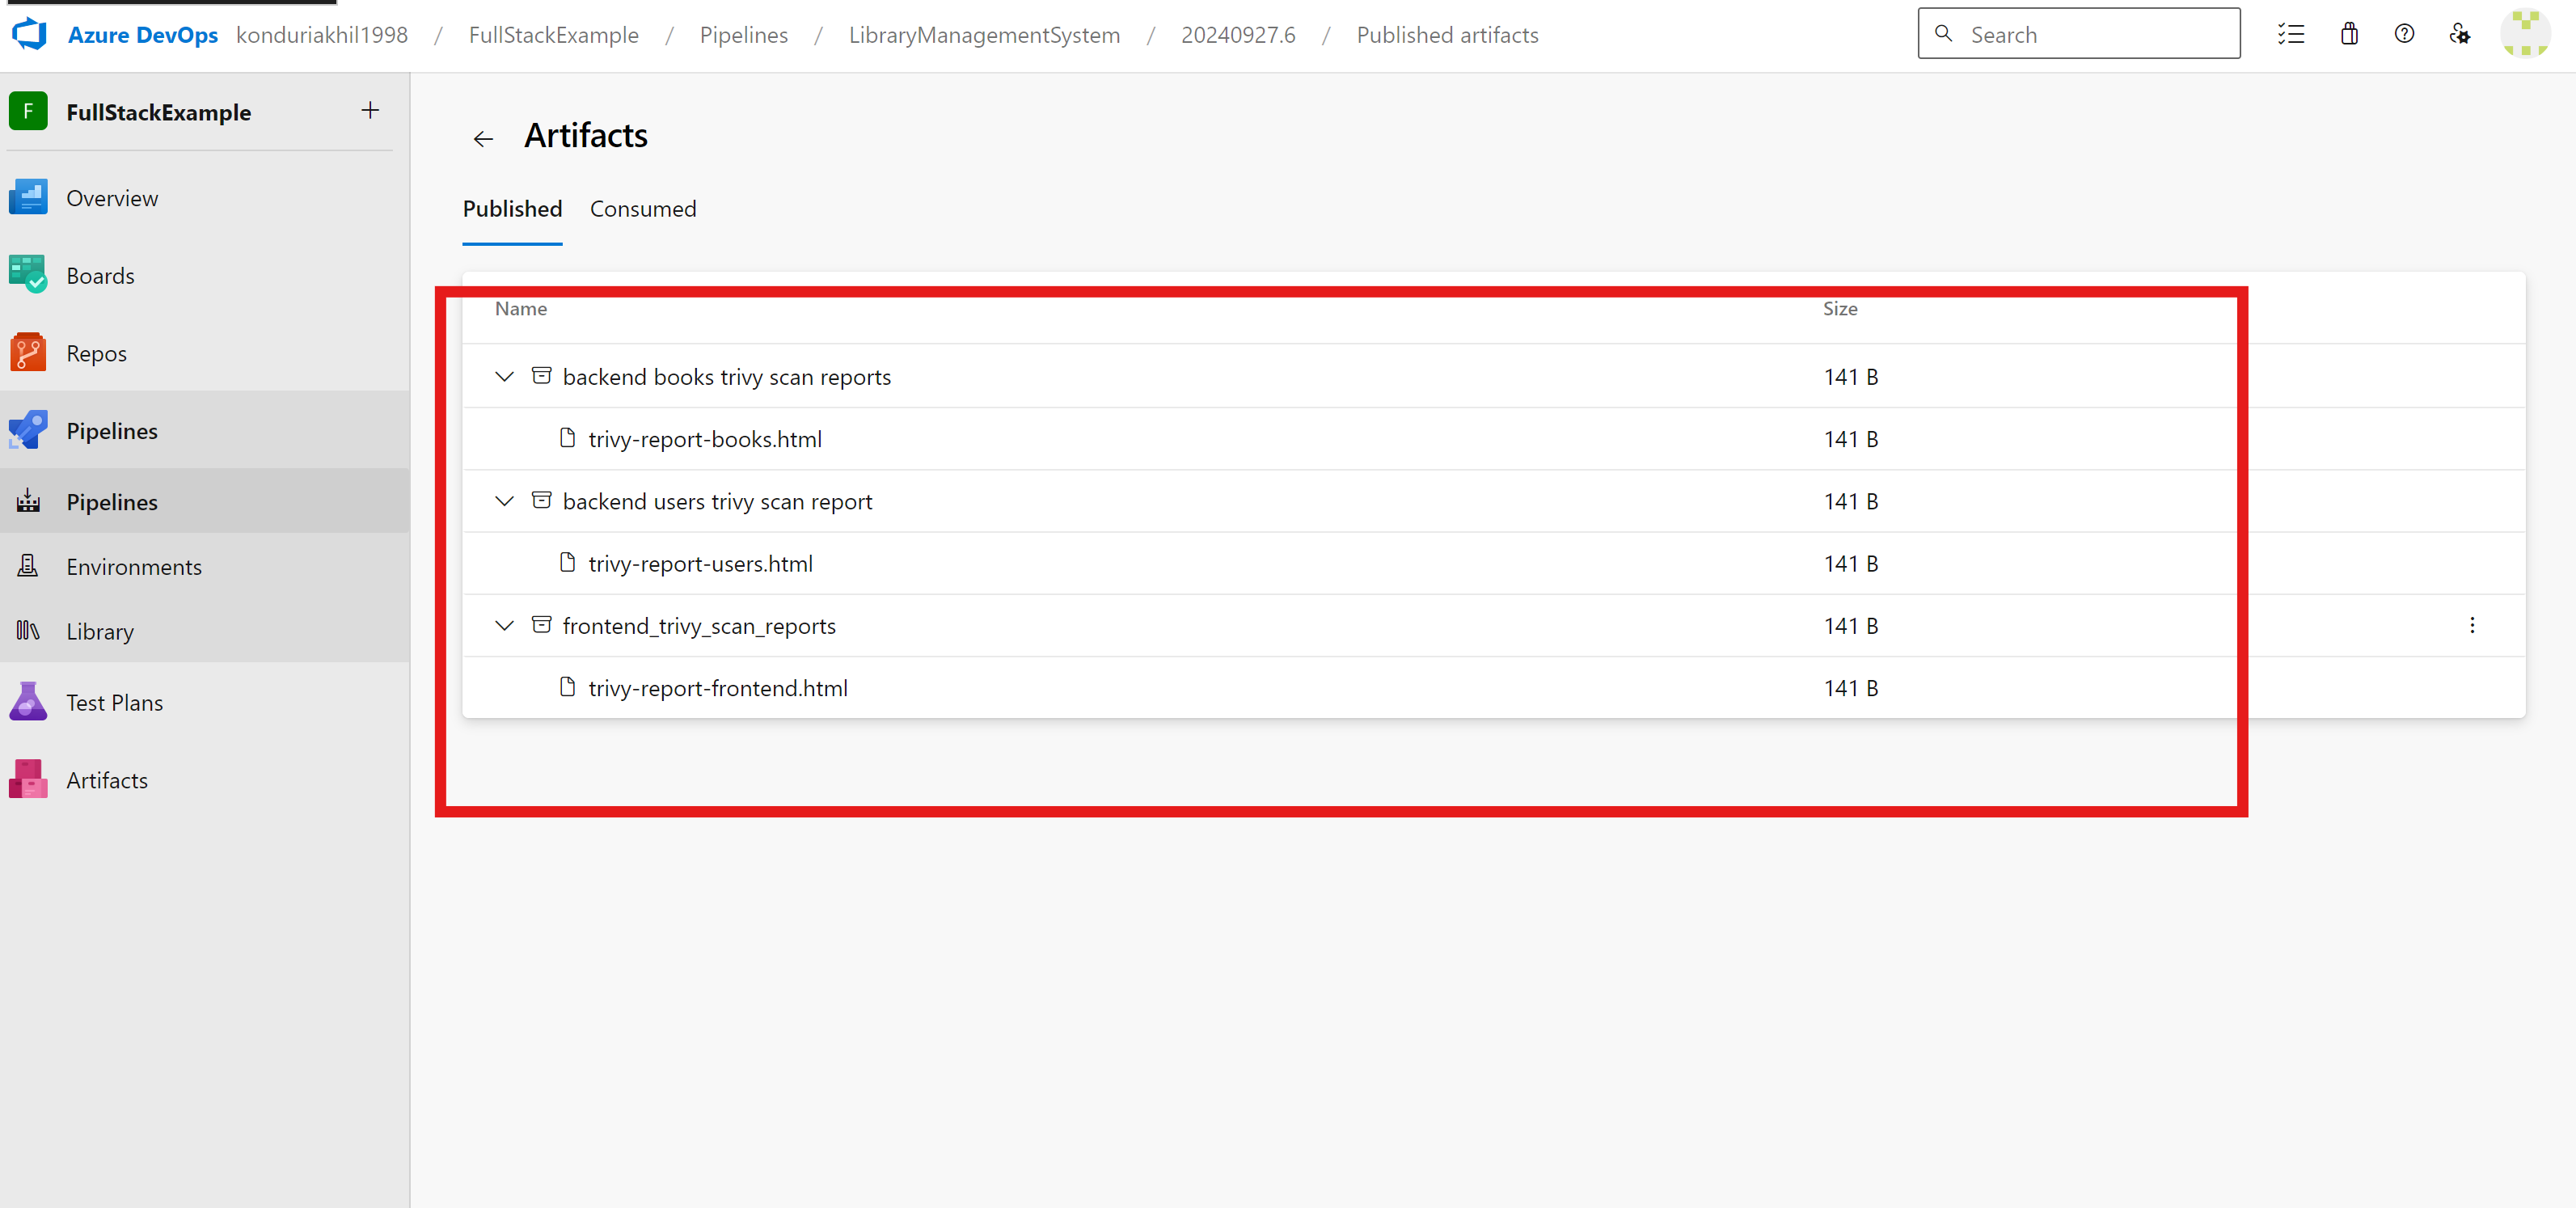 Azure DevOps konduriakhil1998 / FullStackExample / Pipelines / LibraryManagementSystem / 20240927.6 / Published artifacts
Search
F FullStackExample +
Overview
Boards
Repos
Pipelines
Pipelines
Environments
Library
Test Plans
Artifacts
Artifacts
Published Consumed
Name Size
backend books trivy scan reports 141 B
trivy-report-books.html 141 B
backend users trivy scan report 141 B
trivy-report-users.html 141 B
frontend_trivy_scan_reports 141 B
trivy-report-frontend.html 141 B